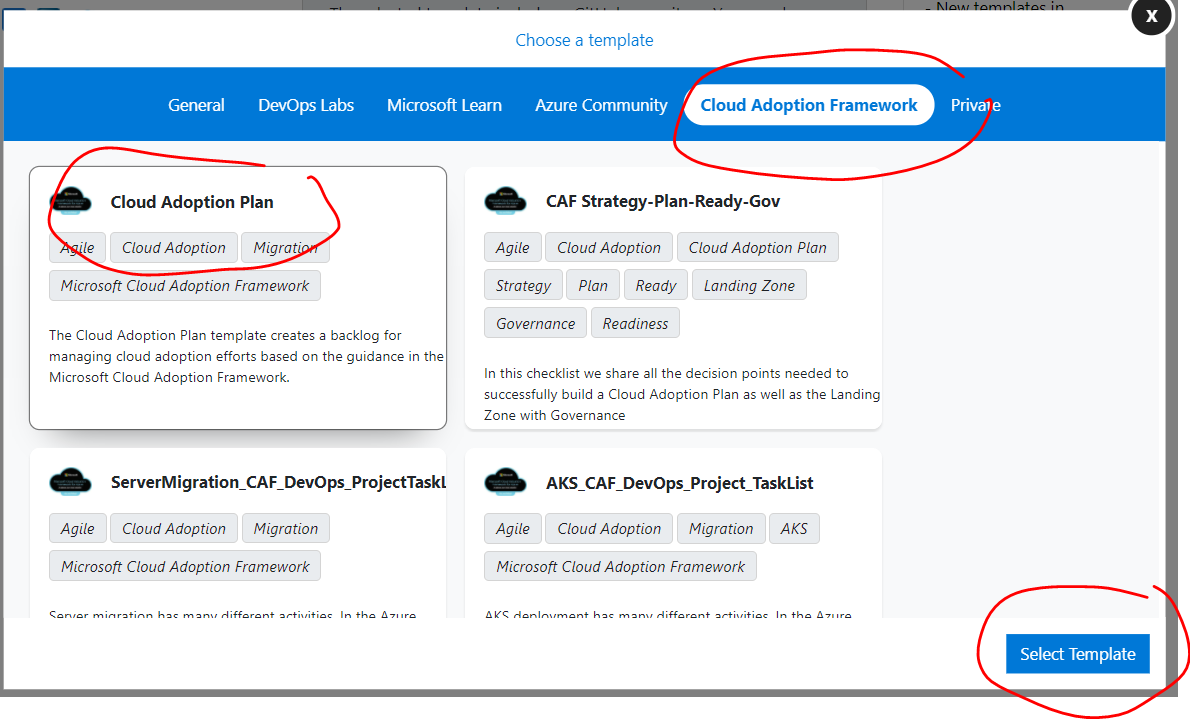 New templates in
X
Choose a template
General DevOps Labs Microsoft Learn Azure Community Cloud Adoption Framework Private
Cloud Adoption Plan
Agile Cloud Adoption Migration
Microsoft Cloud Adoption Framework
The Cloud Adoption Plan template creates a backlog for
managing cloud adoption efforts based on the guidance in the
Microsoft Cloud Adoption Framework.
CAF Strategy-Plan-Ready-Gov
Agile Cloud Adoption Cloud Adoption Plan
Strategy Plan Ready Landing Zone
Governance Readiness
In this checklist we share all the decision points needed to
successfully build a Cloud Adoption Plan as well as the Landing
Zone with Governance
ServerMigration_CAF_DevOps_ProjectTaskL
Agile Cloud Adoption Migration
Microsoft Cloud Adoption Framework
Server migration has many different activities. In the Azure
AKS_CAF_DevOps_Project_TaskList
Agile Cloud Adoption Migration AKS
Microsoft Cloud Adoption Framework
AKS deployment has many different activities. In the Azure
Select Template